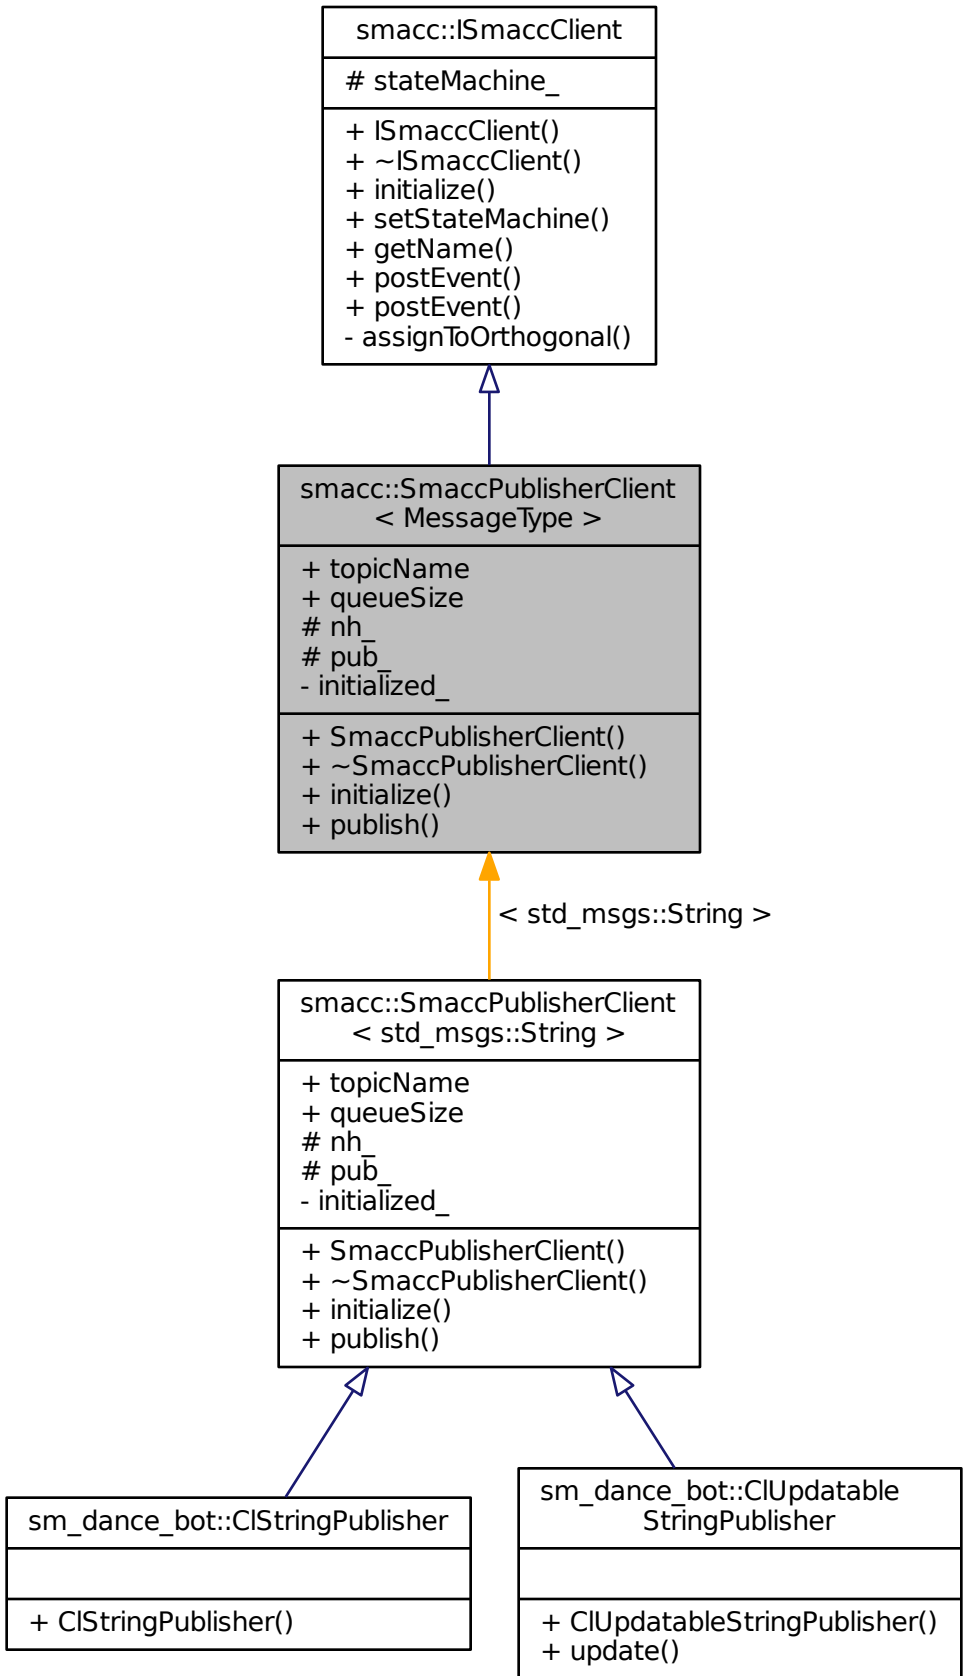 smacc::ISmaccClient
# stateMachine_
+ ISmaccClient()
+ ~ISmaccClient()
+ initialize()
+ setStateMachine()
+ getName()
+ postEvent()
+ postEvent()
- assignToOrthogonal()
smacc::SmaccPublisherClient
< MessageType >
+ topicName
+ queueSize
# nh_
# pub_
- initialized_
+ SmaccPublisherClient()
+ ~SmaccPublisherClient()
+ initialize()
+ publish()
< std_msgs::String >
smacc::SmaccPublisherClient
< std_msgs::String >
+ topicName
+ queueSize
# nh_
# pub_
- initialized_
+ SmaccPublisherClient()
+ ~SmaccPublisherClient()
+ initialize()
+ publish()
sm_dance_bot::ClStringPublisher
+ ClStringPublisher()
sm_dance_bot::ClUpdatable
StringPublisher
+ ClUpdatableStringPublisher()
+ update()